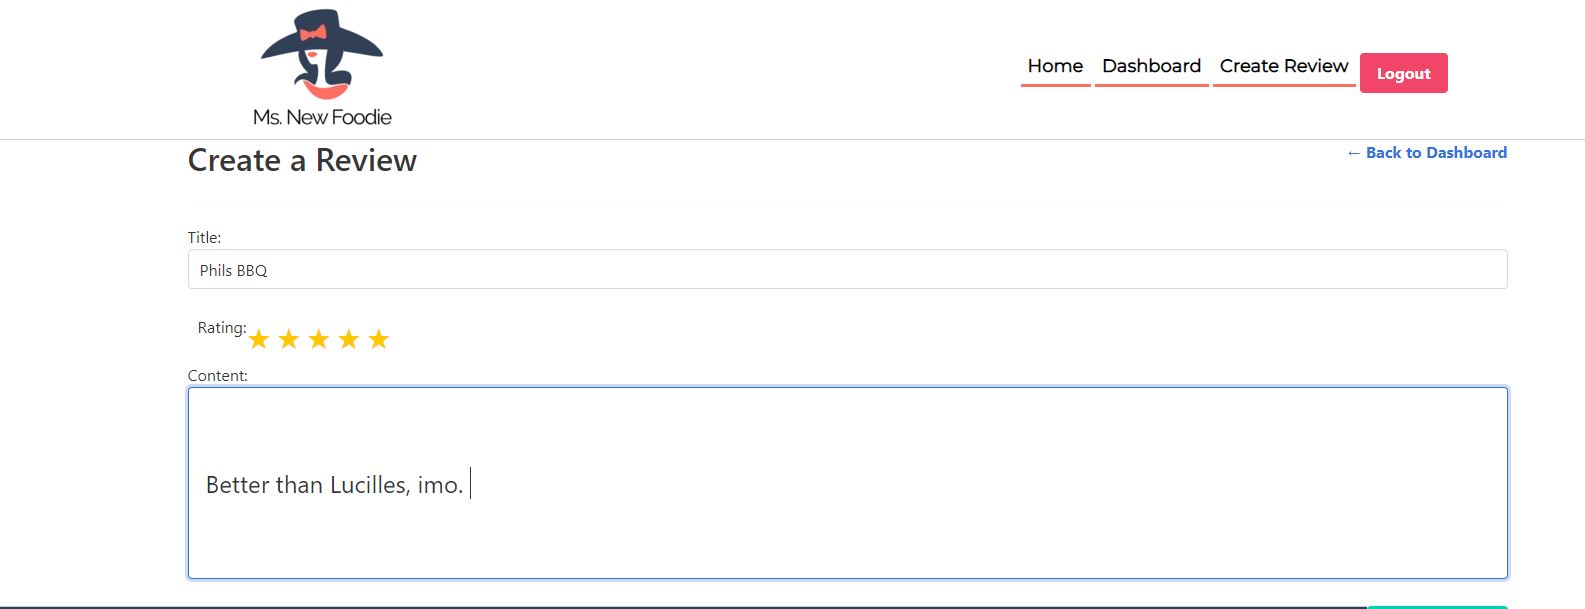 Ms. New Foodie
Home Dashboard Create Review Logout
Create a Review
← Back to Dashboard
Title:
Phils BBQ
Rating:
Content:
Better than Lucilles, imo.